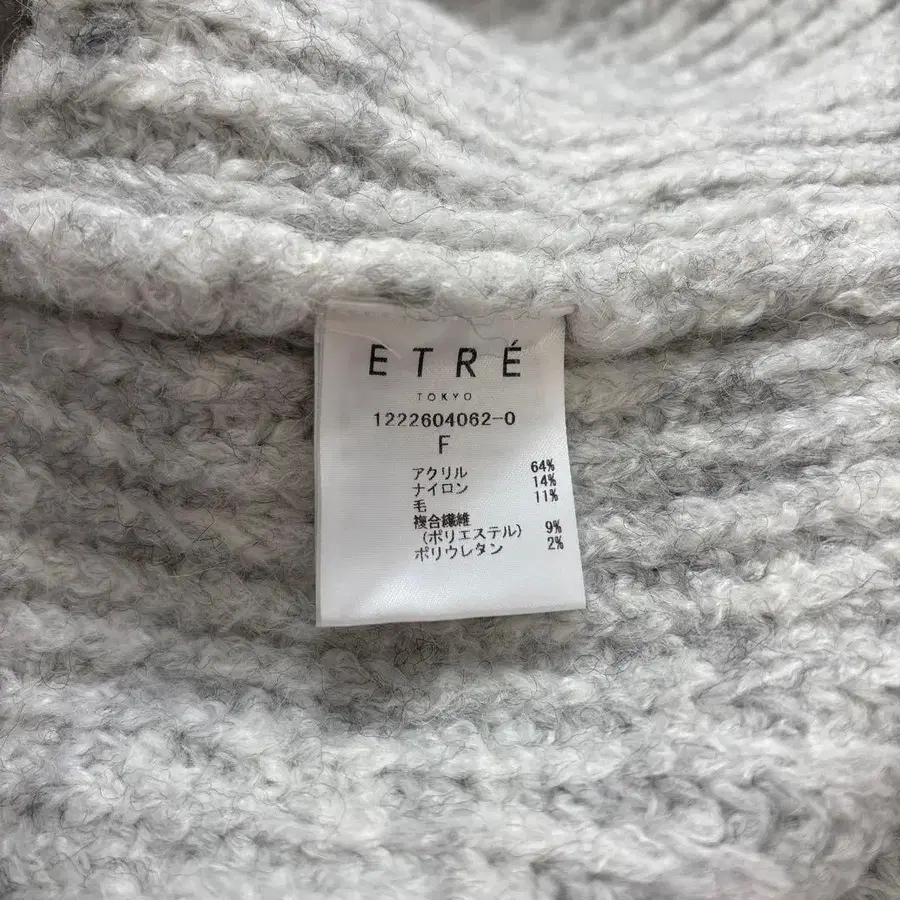 ETRÉ
TOKYO
1222604062-0
F
アクリル 64%
ナイロン 14%
毛 11%
複合繊維
(ポリエステル) 9%
ポリウレタン 2%